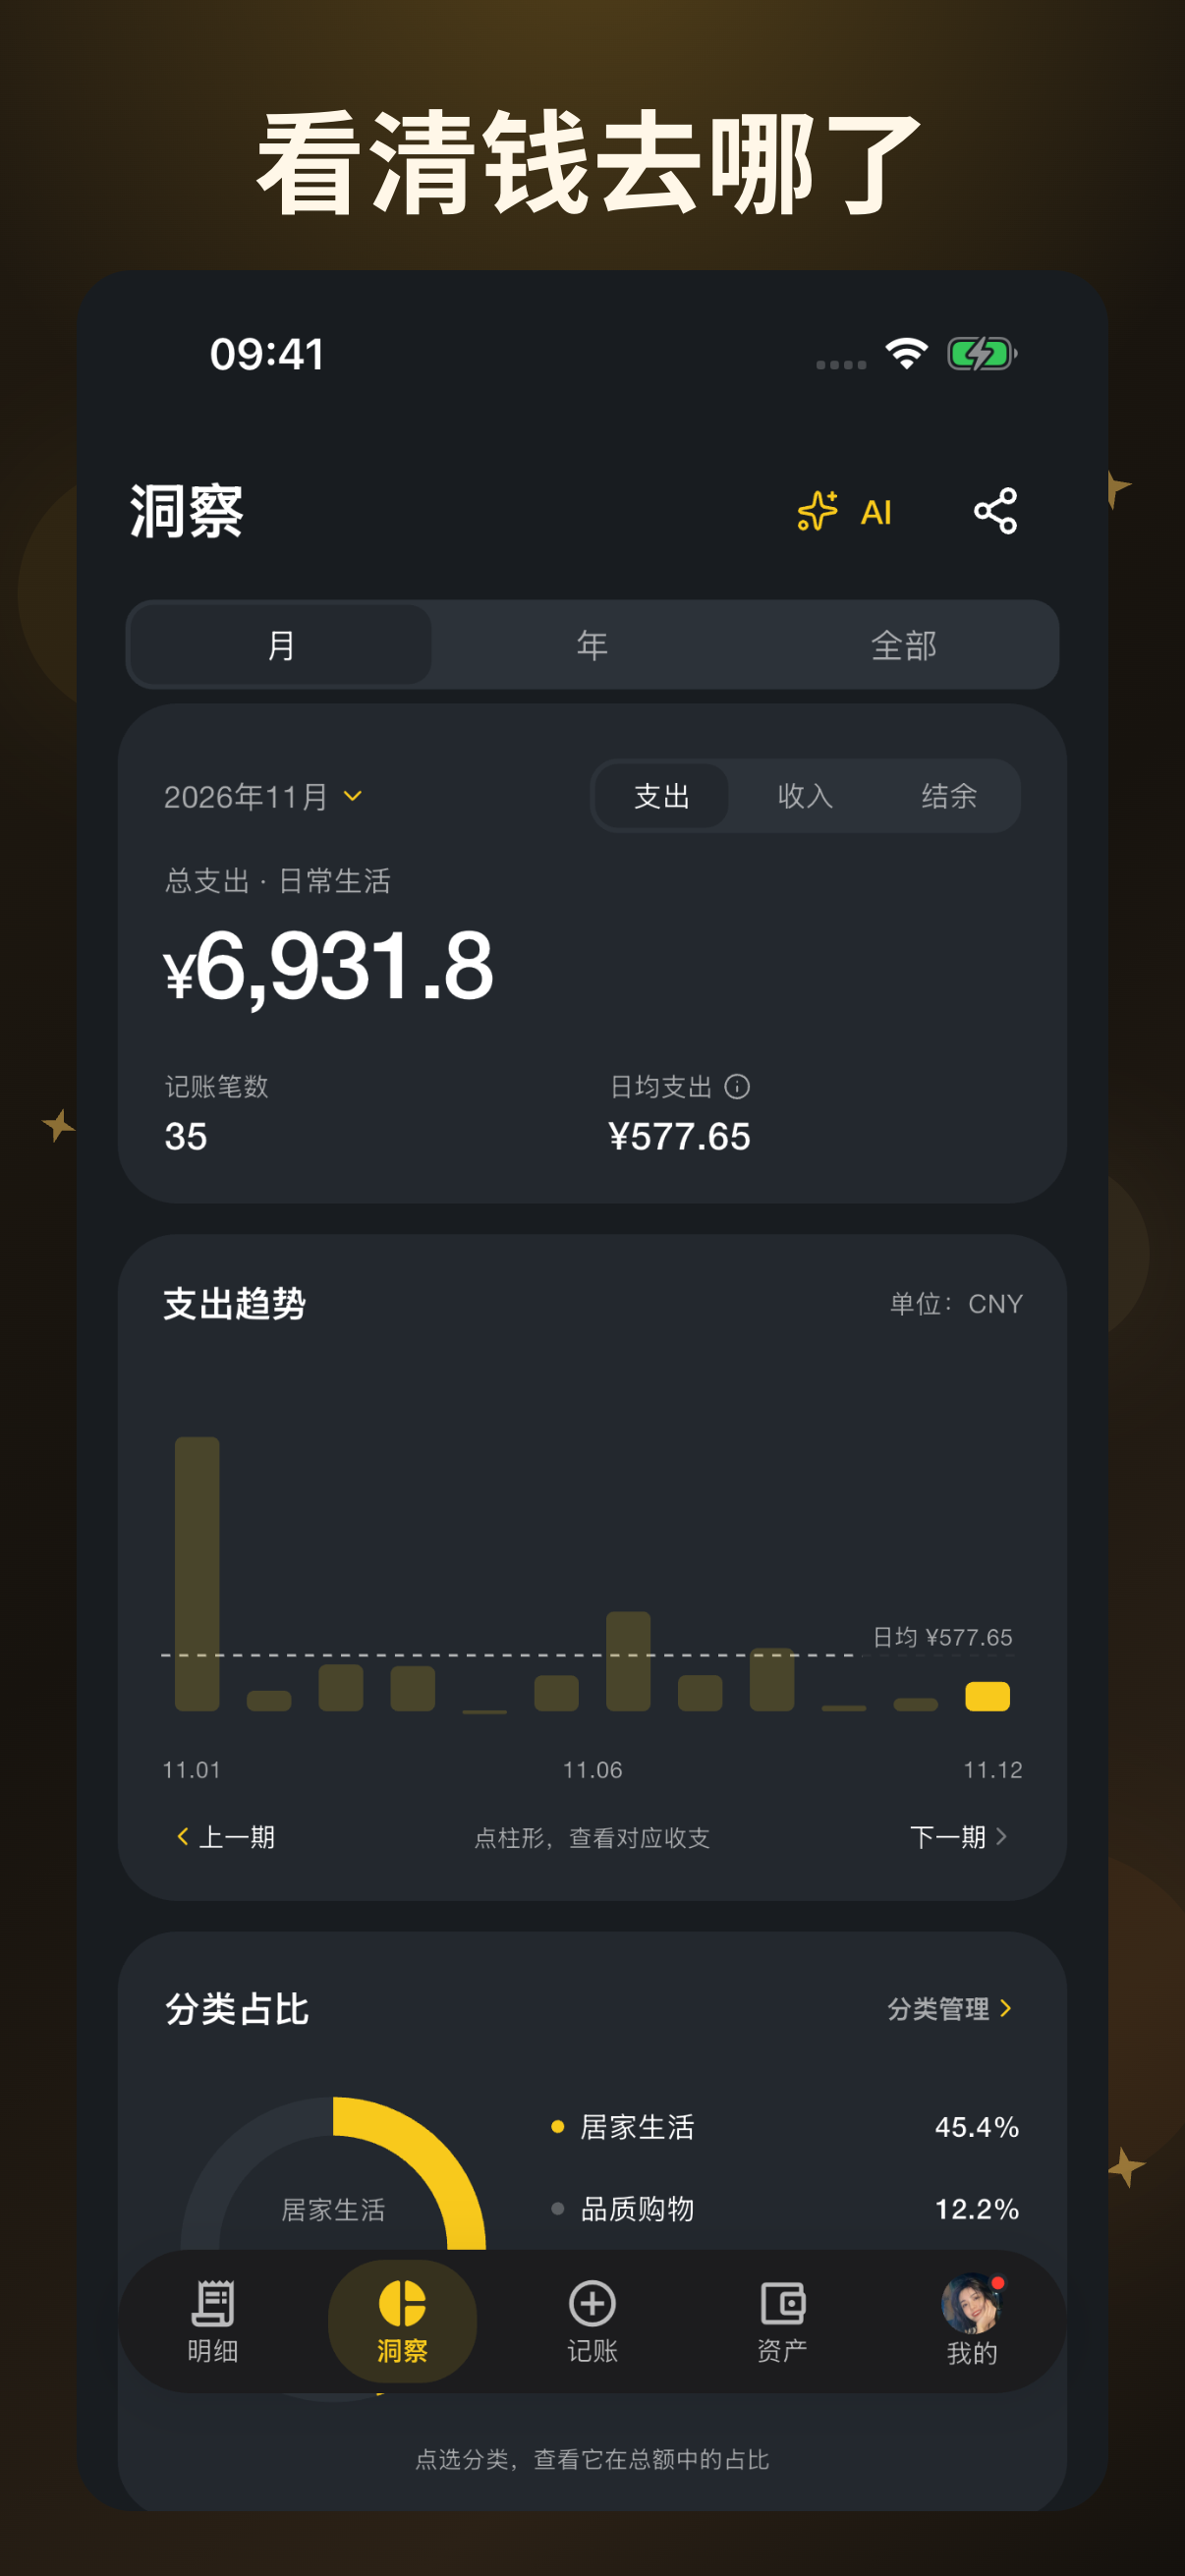 看清钱去哪了
09:41
洞察
AI
月 年 全部
2026年11月 支出 收入 结余
总支出 · 日常生活
¥6,931.8
记账笔数 日均支出
35 ¥577.65
支出趋势 单位：CNY
日均 ¥577.65
11.01 11.06 11.12
上一期 点柱形，查看对应收支 下一期
分类占比 分类管理
居家生活 45.4%
居家生活 品质购物 12.2%
明细 洞察 记账 资产 我的
点选分类，查看它在总额中的占比